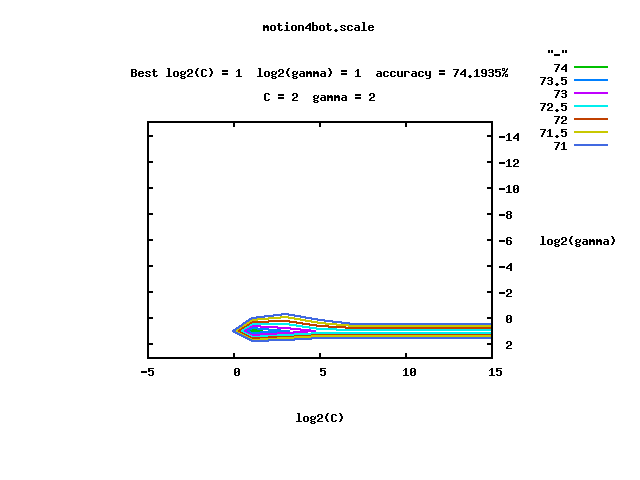 motion4bot.scale
"-"
Best log2(C) = 1  log2(gamma) = 1  accuracy = 74.1935%
C = 2  gamma = 2
74
73.5
73
72.5
72
71.5
71
-14
-12
-10
-8
-6
-4
-2
0
2
log2(gamma)
-5 0 5 10 15
log2(C)